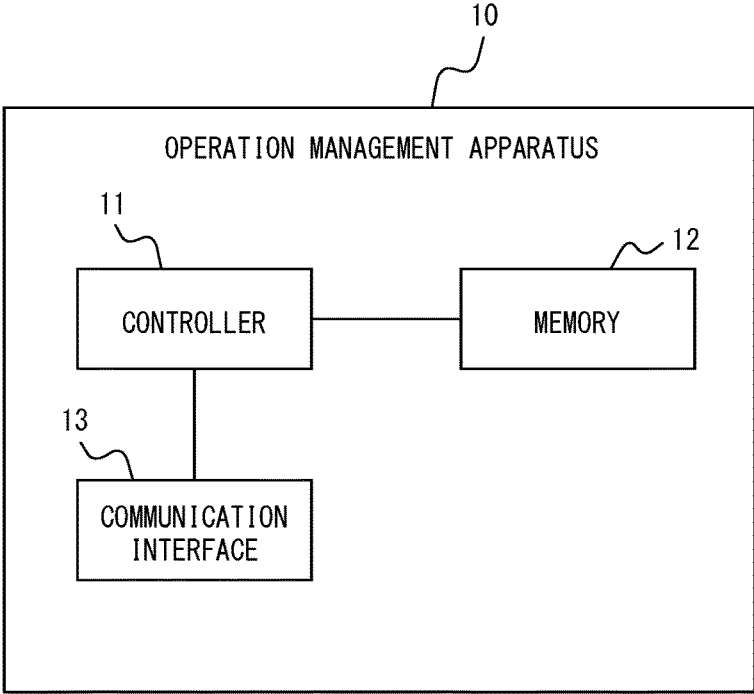 10
OPERATION MANAGEMENT APPARATUS
11
12
CONTROLLER
MEMORY
13
COMMUNICATION
INTERFACE